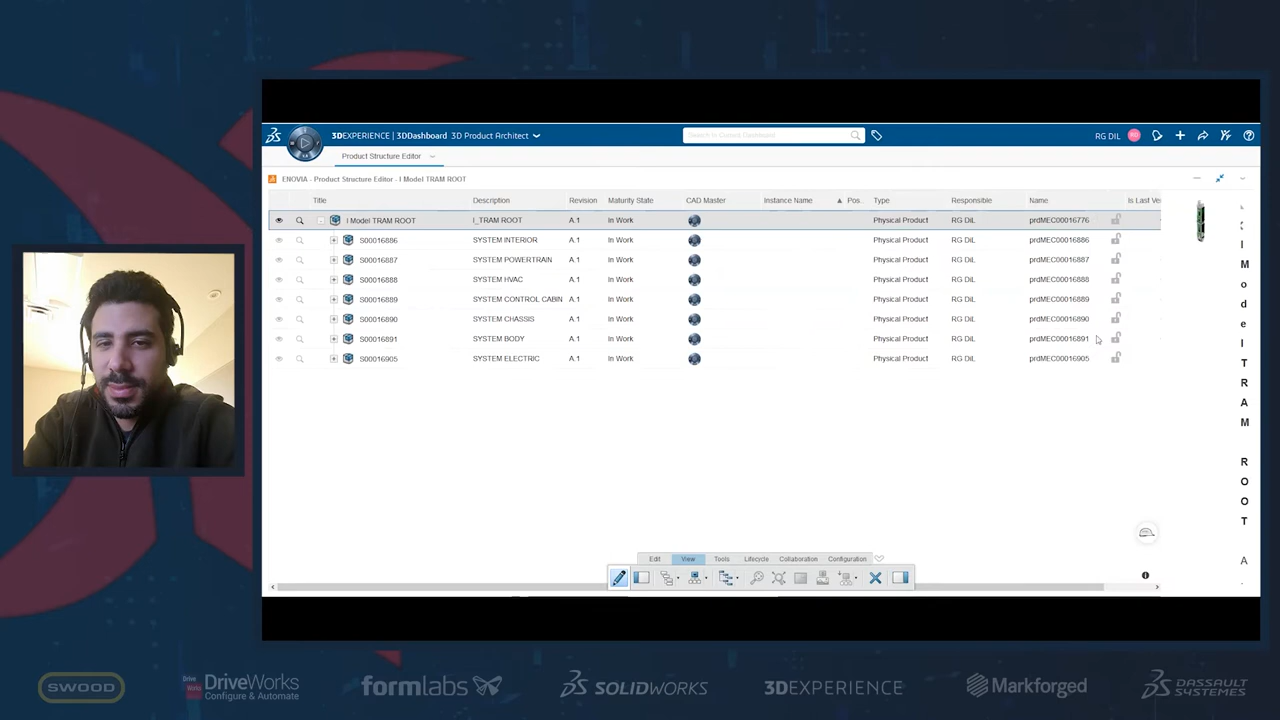 3DEXPERIENCE | 3DDashboard 3D Product Architect
Search in Current Dashboard
RG DIL
Product Structure Editor
ENOVIA - Product Structure Editor - I Model TRAM ROOT
Title Description Revision Maturity State CAD Master Instance Name Pos... Type Responsible Name Is Last Ve
I Model TRAM ROOT I_TRAM ROOT A.1 In Work Physical Product RG DIL prdMEC00016776
S00016886 SYSTEM INTERIOR A.1 In Work Physical Product RG DIL prdMEC00016886
S00016887 SYSTEM POWERTRAIN A.1 In Work Physical Product RG DIL prdMEC00016887
S00016888 SYSTEM HVAC A.1 In Work Physical Product RG DIL prdMEC00016888
S00016889 SYSTEM CONTROL CABIN A.1 In Work Physical Product RG DIL prdMEC00016889
S00016890 SYSTEM CHASSIS A.1 In Work Physical Product RG DIL prdMEC00016890
S00016891 SYSTEM BODY A.1 In Work Physical Product RG DIL prdMEC00016891
S00016905 SYSTEM ELECTRIC A.1 In Work Physical Product RG DIL prdMEC00016905
I Model TRAM ROOT A
Edit View Tools Lifecycle Collaboration Configuration
SWOOD
DriveWorks
Configure & Automate
formlabs
SOLIDWORKS
3DEXPERIENCE
Markforged
DASSAULT SYSTEMES